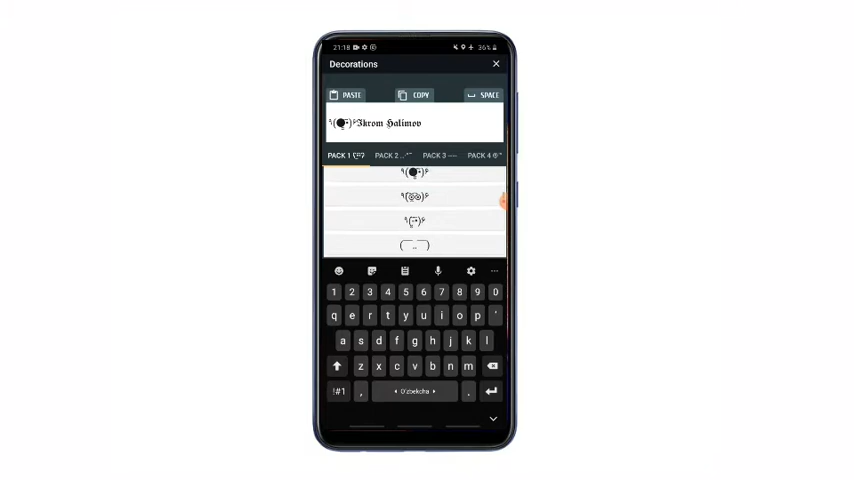 21:18
36%
Decorations
PASTE COPY SPACE
𝕴𝖐𝖗𝖔𝖒 𝕳𝖆𝖑𝖎𝖒𝖔𝖛
PACK 1 PACK 2 PACK 3 PACK 4
1 2 3 4 5 6 7 8 9 0
q e r t y u i o p '
a s d f g h j k l
z x c v b n m
!#1 , O'zbekcha .